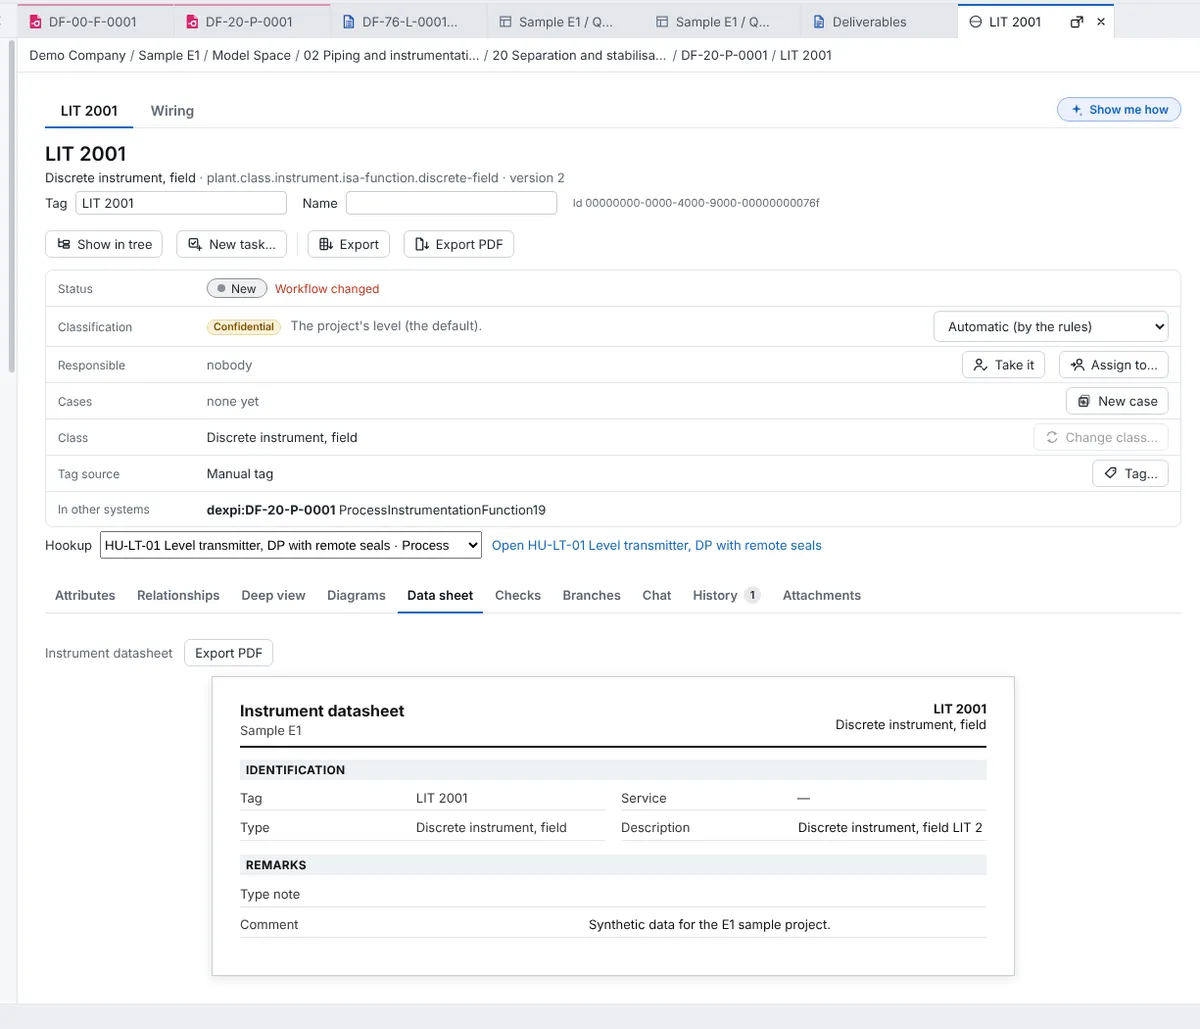 DF-00-F-0001 DF-20-P-0001 DF-76-L-0001... Sample E1 / Q... Sample E1 / Q... Deliverables LIT 2001
Demo Company / Sample E1 / Model Space / 02 Piping and instrumentati... / 20 Separation and stabilisa... / DF-20-P-0001 / LIT 2001
LIT 2001 Wiring Show me how
LIT 2001
Discrete instrument, field · plant.class.instrument.isa-function.discrete-field · version 2
Tag LIT 2001 Name Id 00000000-0000-4000-9000-00000000076f
Show in tree New task... Export Export PDF
Status New Workflow changed
Classification Confidential The project's level (the default). Automatic (by the rules)
Responsible nobody Take it Assign to...
Cases none yet New case
Class Discrete instrument, field Change class...
Tag source Manual tag Tag...
In other systems dexpi:DF-20-P-0001 ProcessInstrumentationFunction19
Hookup HU-LT-01 Level transmitter, DP with remote seals · Process Open HU-LT-01 Level transmitter, DP with remote seals
Attributes Relationships Deep view Diagrams Data sheet Checks Branches Chat History 1 Attachments
Instrument datasheet Export PDF
Instrument datasheet LIT 2001
Sample E1 Discrete instrument, field
IDENTIFICATION
Tag LIT 2001 Service —
Type Discrete instrument, field Description Discrete instrument, field LIT 2
REMARKS
Type note
Comment Synthetic data for the E1 sample project.